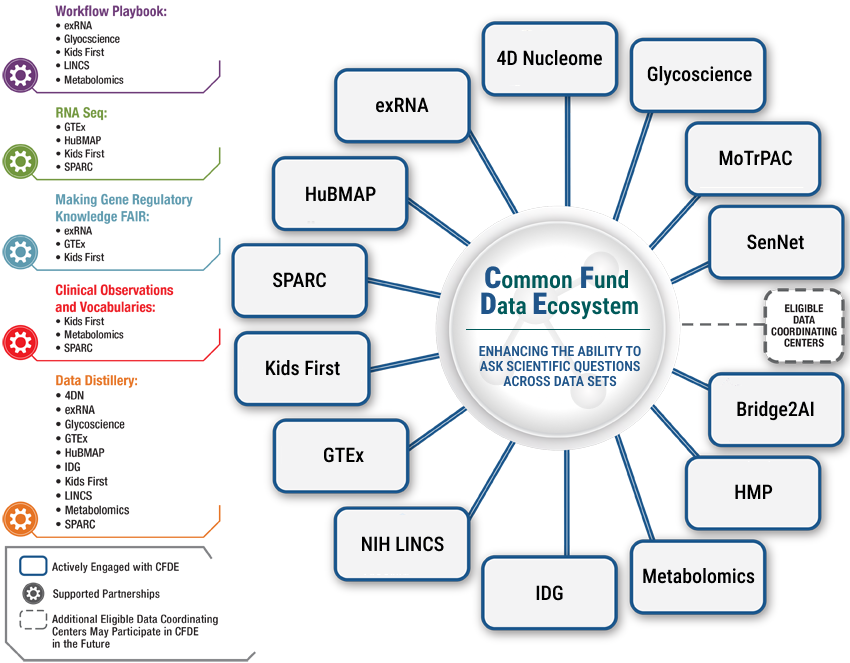 Workflow Playbook:
• exRNA
• Glyocscience
• Kids First
• LINCS
• Metabolomics
RNA Seq:
• GTEx
• HuBMAP
• Kids First
• SPARC
Making Gene Regulatory
Knowledge FAIR:
• exRNA
• GTEx
• Kids First
Clinical Observations
and Vocabularies:
• Kids First
• Metabolomics
• SPARC
Data Distillery:
• 4DN
• exRNA
• Glycoscience
• GTEx
• HuBMAP
• IDG
• Kids First
• LINCS
• Metabolomics
• SPARC
Actively Engaged with CFDE
Supported Partnerships
Additional Eligible Data Coordinating
Centers May Participate in CFDE
in the Future
4D Nucleome
Glycoscience
MoTrPAC
SenNet
ELIGIBLE
DATA
COORDINATING
CENTERS
Bridge2AI
HMP
Metabolomics
IDG
NIH LINCS
GTEx
Kids First
SPARC
HuBMAP
exRNA
Common Fund
Data Ecosystem
ENHANCING THE ABILITY TO
ASK SCIENTIFIC QUESTIONS
ACROSS DATA SETS